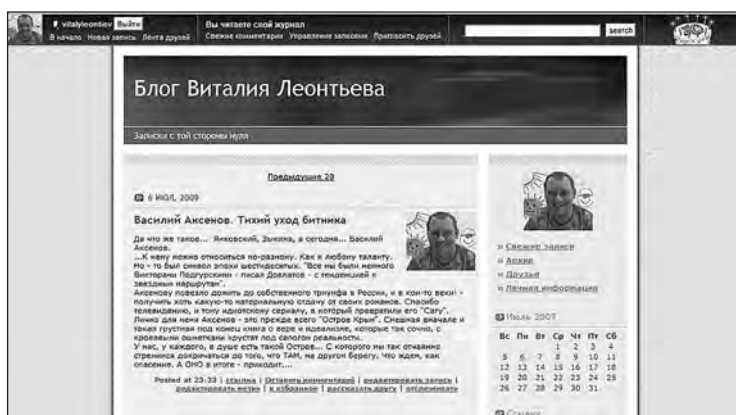 vitalyleontiev Выйти
В начало Новая запись Лента друзей
Вы читаете свой журнал
Свежие комментарии Управление записями Пригласить друзей
search
Блог Виталия Леонтьева
Записки с той стороны нуля
Предыдущие 20
6 ИЮЛ, 2009
Василий Аксенов. Тихий уход битника
Да что же такое... Янковский, Зыкина, а сегодня... Василий
Аксенов.
...К нему можно относиться по-разному. Как к любому таланту.
Но - то был символ эпохи шестидесятых. "Все мы были немного
Викторами Подгурскими - писал Довлатов - с тенденцией к
звездным маршрутам".
Аксенову повезло дожить до собственного триумфа в России, и в кои-то веки! -
получить хоть какую-то материальную отдачу от своих романов. Спасибо
телевидению, и тому идиотскому сериалу, в который превратили его "Сагу".
Лично для меня Аксенов - это прежде всего "Остров Крым". Смешная вначале и
такая грустная под конец книга о вере и идеализме, которые так сочно, с
кровавыми ошметками хрустят под сапогом реальности.
У нас, у каждого, в душе есть такой Остров... С которого мы так отчаянно
стремимся докричаться до того, что ТАМ, на другом берегу. Что ждем, как
спасение. А ОНО в итоге - приходит....
Posted at 23:33 | ссылка | Оставить комментарий | редактировать запись |
редактировать метки | в избранное | рассказать другу | отслеживать
» Свежие записи
» Архив
» Друзья
» Личная информация
Июль 2009
Вс Пн Вт Ср Чт Пт Сб
1 2 3 4
5 6 7 8 9 10 11
12 13 14 15 16 17 18
19 20 21 22 23 24 25
26 27 28 29 30 31
Ссылки